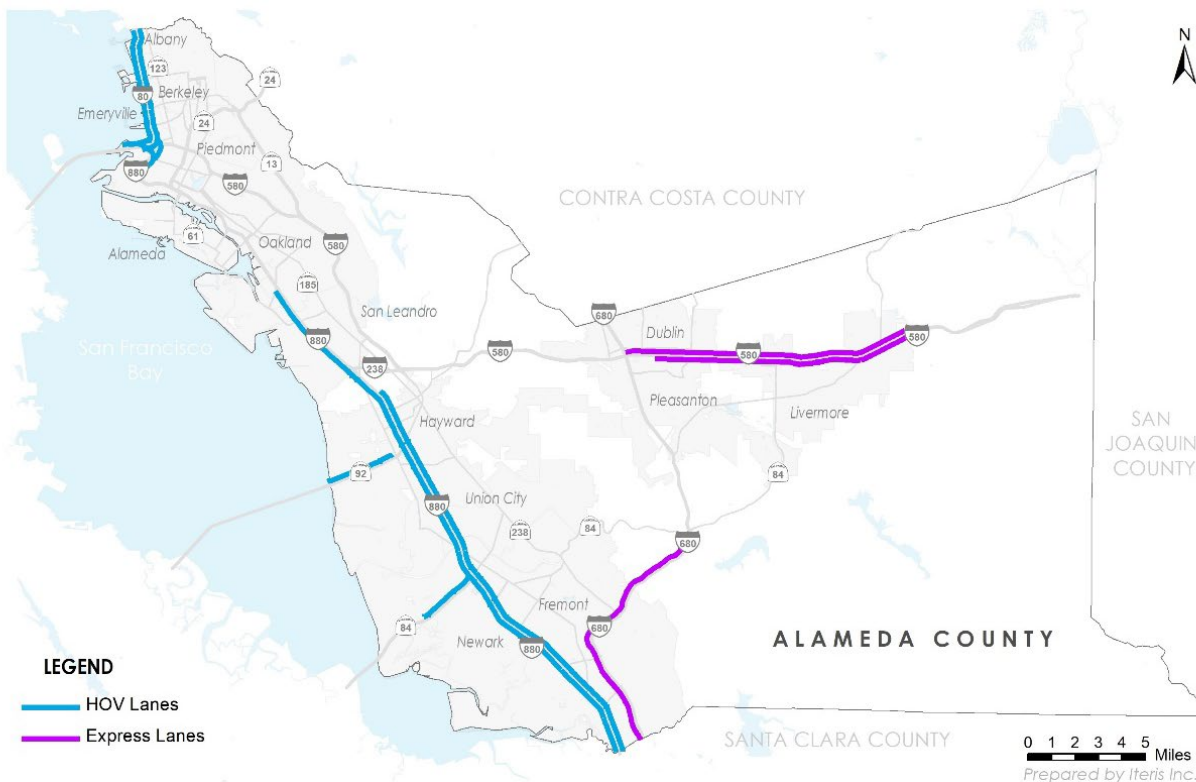 N
Albany
123
24
80
Berkeley
Emeryville
24
Piedmont
13
880
580
CONTRA COSTA COUNTY
61
Oakland
580
Alameda
185
San Leandro
680
Dublin
880
580
580
580
San Francisco
Bay
238
Pleasanton
Livermore
Hayward
SAN
JOAQUIN
COUNTY
92
84
Union City
880
238
84
680
Fremont
84
680
Newark
880
ALAMEDA COUNTY
LEGEND
HOV Lanes
Express Lanes
SANTA CLARA COUNTY
0 1 2 3 4 5
Miles
Prepared by Iteris Inc